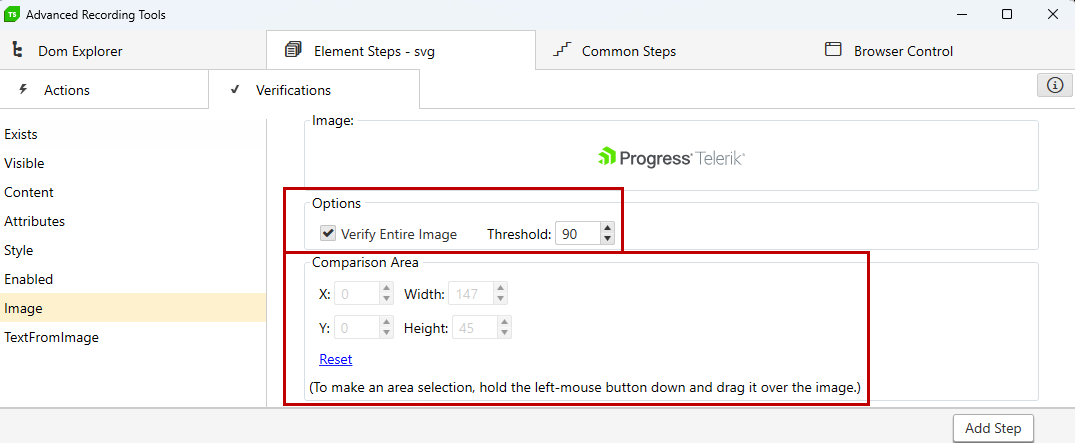 TS Advanced Recording Tools
Dom Explorer Element Steps - svg Common Steps Browser Control
Actions Verifications
Exists
Visible
Content
Attributes
Style
Enabled
Image
TextFromImage
Image:
Progress Telerik
Options
Verify Entire Image Threshold: 90
Comparison Area
X: 0 Width: 147
Y: 0 Height: 45
Reset
(To make an area selection, hold the left-mouse button down and drag it over the image.)
Add Step